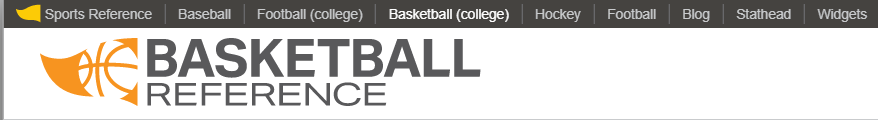 Sports Reference Baseball Football (college) Basketball (college) Hockey Football Blog Stathead Widgets
BASKETBALL
REFERENCE